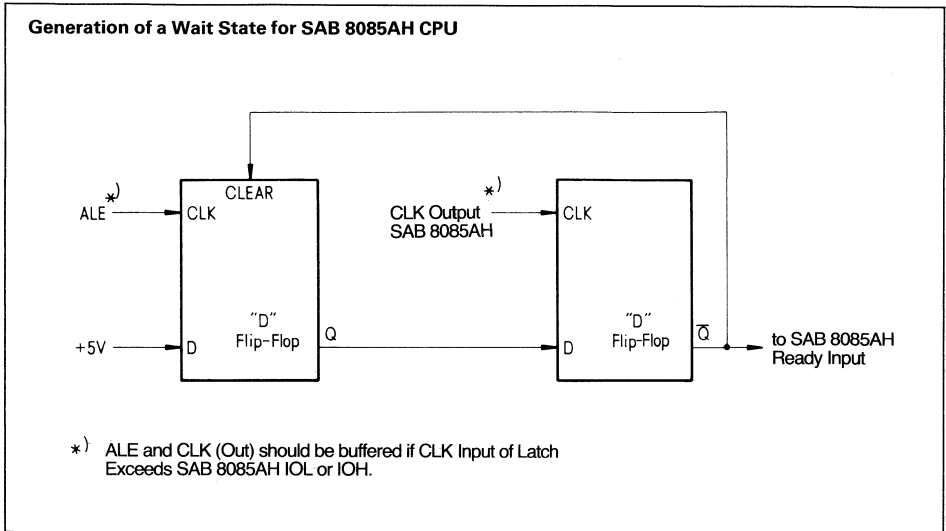 Generation of a Wait State for SAB 8085AH CPU
CLEAR
ALE *)
CLK
CLK Output *)
SAB 8085AH
CLK
+5V
D
"D"
Flip-Flop
Q
D
"D"
Flip-Flop
Q̅
to SAB 8085AH
Ready Input
*) ALE and CLK (Out) should be buffered if CLK Input of Latch
Exceeds SAB 8085AH IOL or IOH.